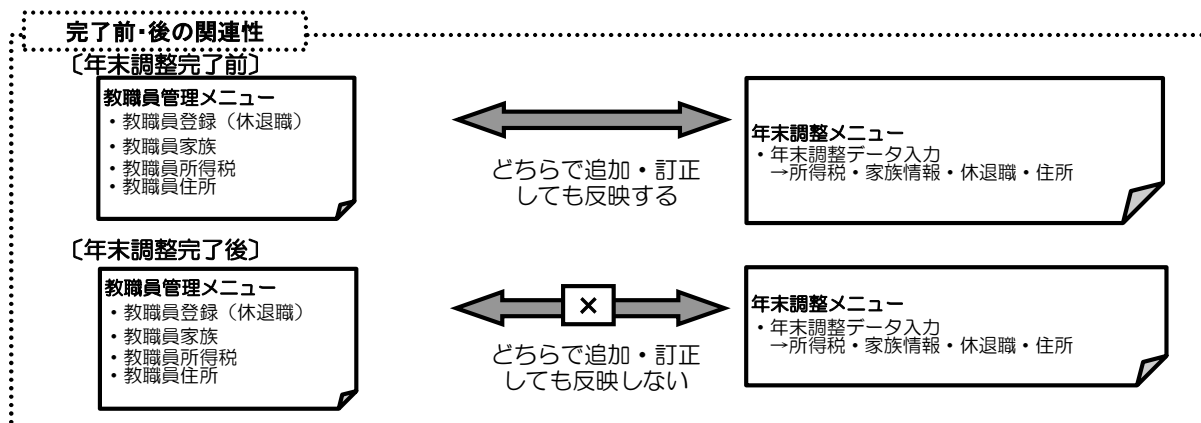 完了前・後の関連性
〔年末調整完了前〕
教職員管理メニュー
・教職員登録（休退職）
・教職員家族
・教職員所得税
・教職員住所
どちらで追加・訂正
しても反映する
年末調整メニュー
・年末調整データ入力
→所得税・家族情報・休退職・住所
〔年末調整完了後〕
教職員管理メニュー
・教職員登録（休退職）
・教職員家族
・教職員所得税
・教職員住所
×
どちらで追加・訂正
しても反映しない
年末調整メニュー
・年末調整データ入力
→所得税・家族情報・休退職・住所